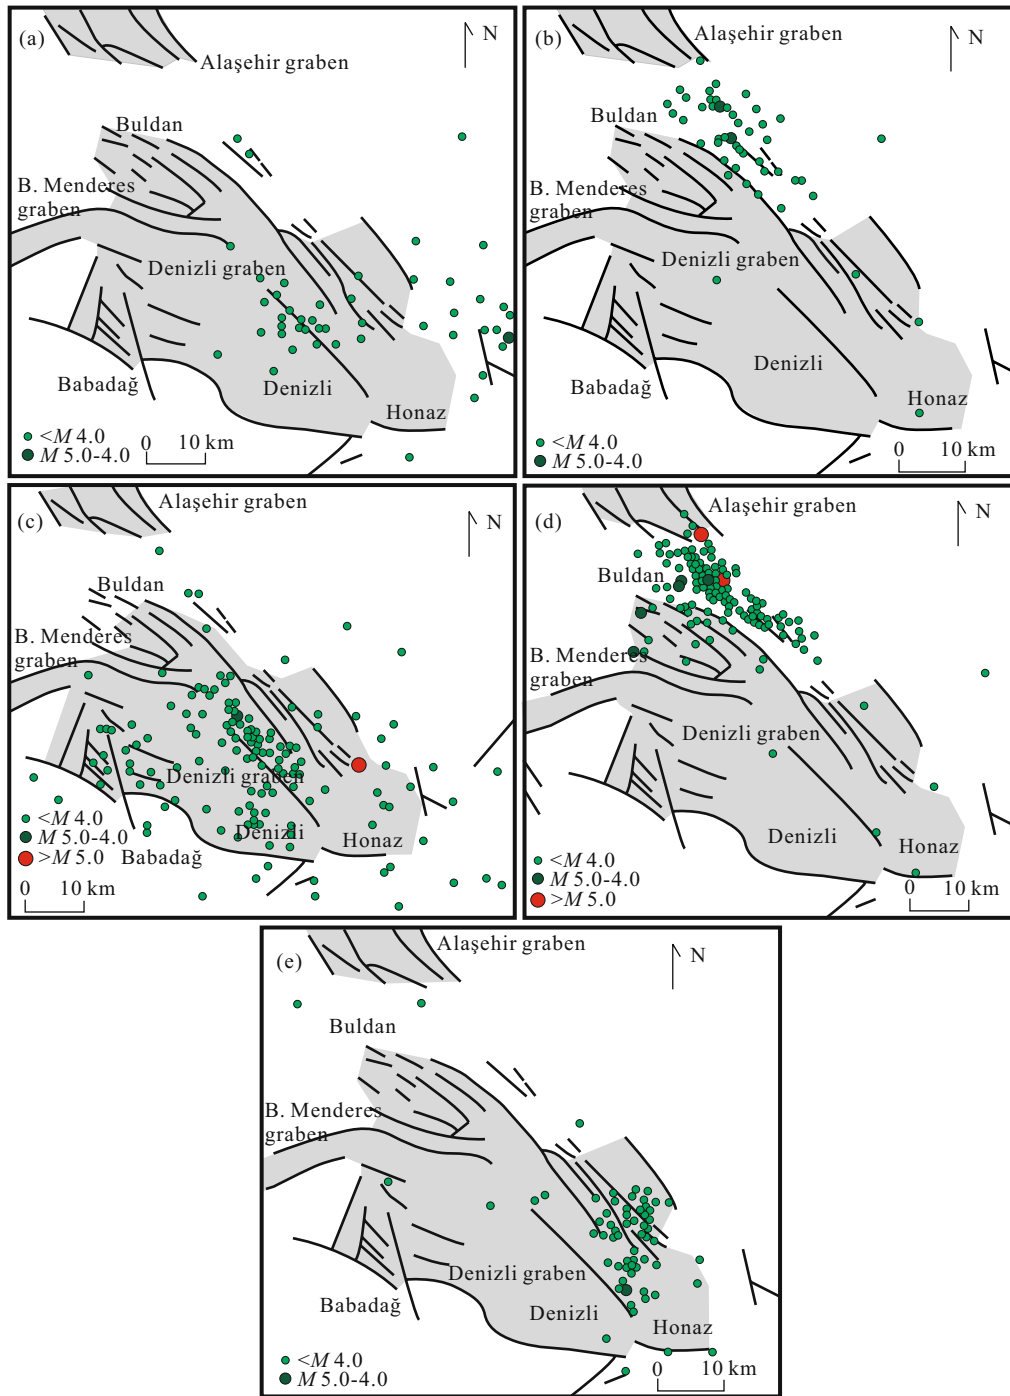 (a)
N
Alaşehir graben
Buldan
B. Menderes
graben
Denizli graben
Babadağ
Denizli
Honaz
<M 4.0
M 5.0-4.0
0 10 km
(b)
N
Alaşehir graben
Buldan
B. Menderes
graben
Denizli graben
Denizli
Babadağ
Honaz
<M 4.0
M 5.0-4.0
0 10 km
(c)
Alaşehir graben
N
Buldan
B. Menderes
graben
Denizli graben
Denizli
Honaz
<M 4.0
M 5.0-4.0
>M 5.0
Babadağ
0 10 km
(d)
Alaşehir graben
N
Buldan
B. Menderes
graben
Denizli graben
Denizli
Honaz
<M 4.0
M 5.0-4.0
>M 5.0
0 10 km
(e)
Alaşehir graben
N
Buldan
B. Menderes
graben
Denizli graben
Babadağ
Denizli
Honaz
<M 4.0
M 5.0-4.0
0 10 km